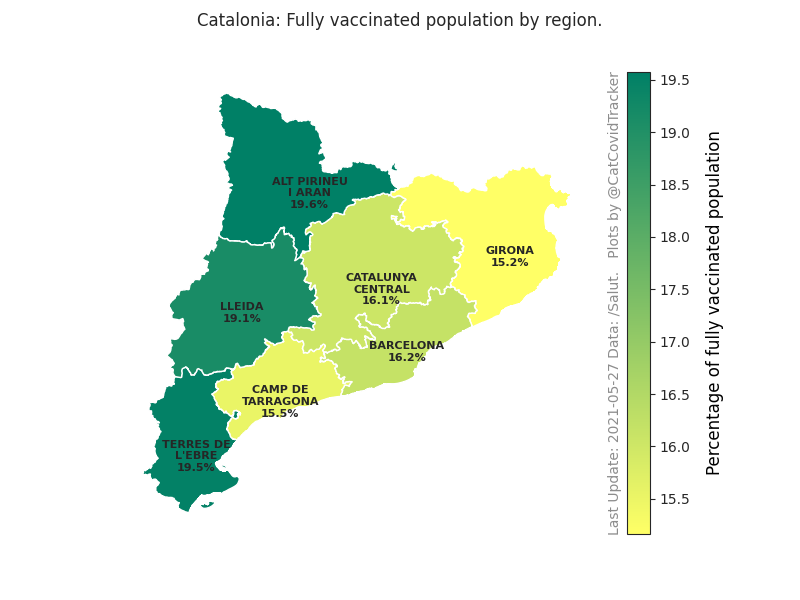 Catalonia: Fully vaccinated population by region.
ALT PIRINEU
I ARAN
19.6%
GIRONA
15.2%
CATALUNYA
CENTRAL
16.1%
LLEIDA
19.1%
BARCELONA
16.2%
CAMP DE
TARRAGONA
15.5%
TERRES DE
L'EBRE
19.5%
Last Update: 2021-05-27 Data: /Salut.   Plots by @CatCovidTracker
19.5
19.0
18.5
18.0
17.5
17.0
16.5
16.0
15.5
Percentage of fully vaccinated population